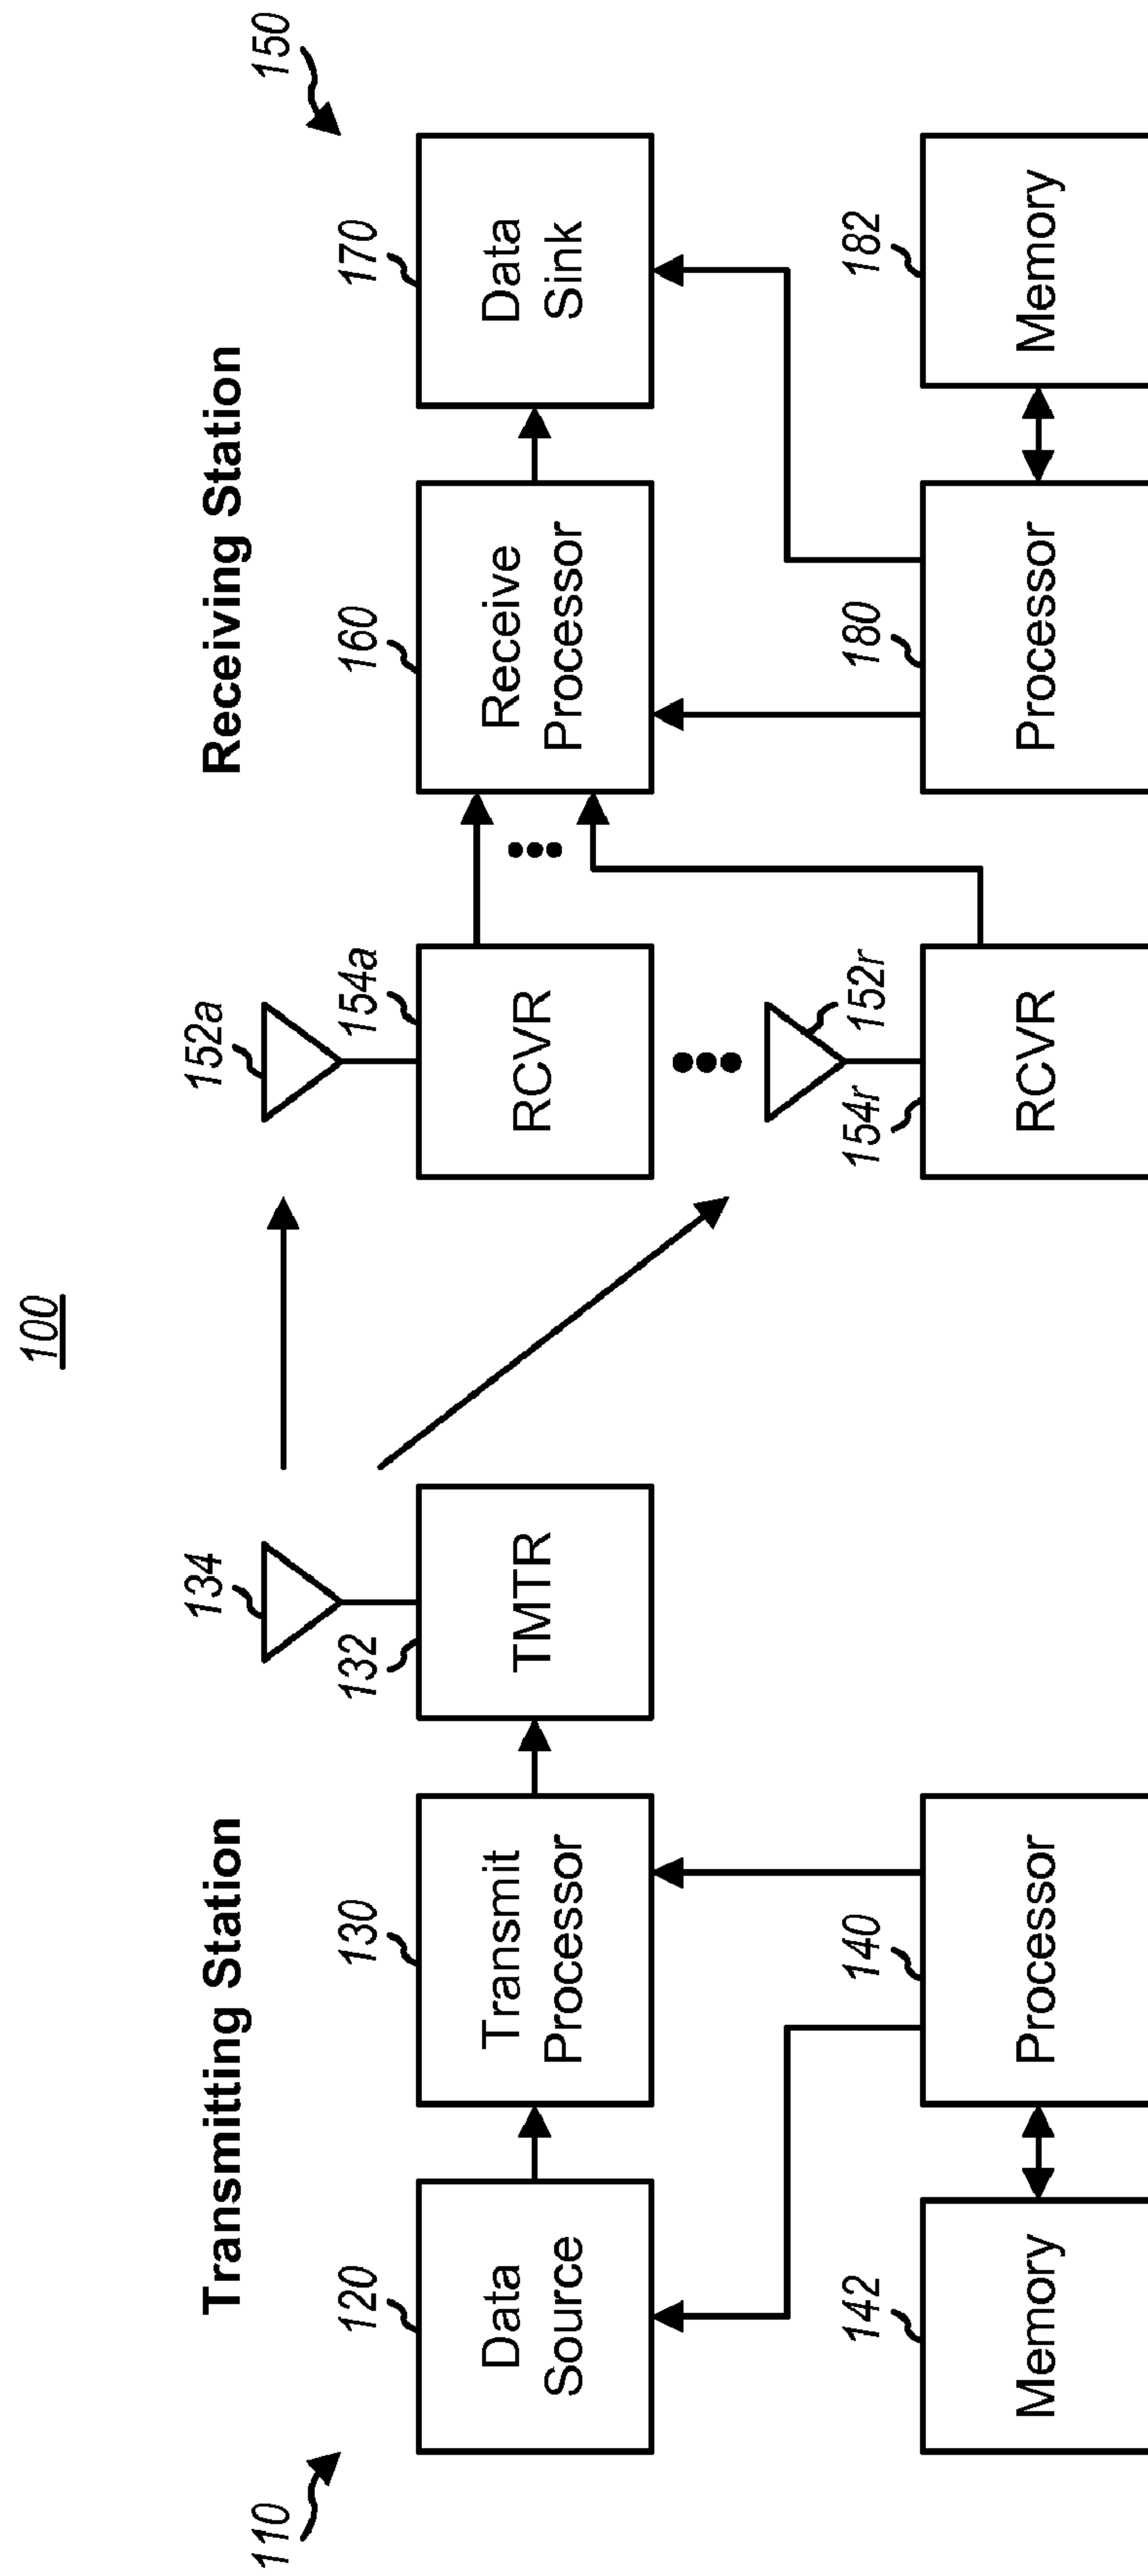 100
Transmitting Station
Receiving Station
110
150
134
152a
120
130
132
154a
160
170
Data
Source
Transmit
Processor
TMTR
RCVR
Receive
Processor
Data
Sink
142
140
154r
152r
180
182
Memory
Processor
RCVR
Processor
Memory